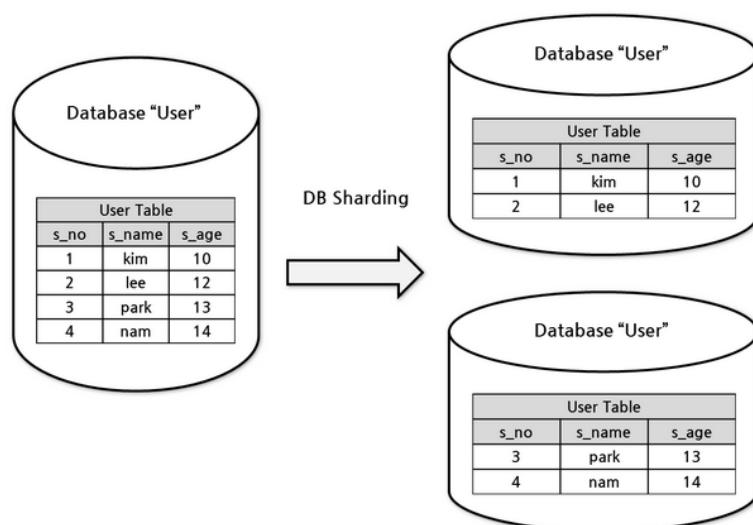 Database “User”
User Table
s_no s_name s_age
1 kim 10
2 lee 12
3 park 13
4 nam 14
DB Sharding
Database “User”
User Table
s_no s_name s_age
1 kim 10
2 lee 12
Database “User”
User Table
s_no s_name s_age
3 park 13
4 nam 14